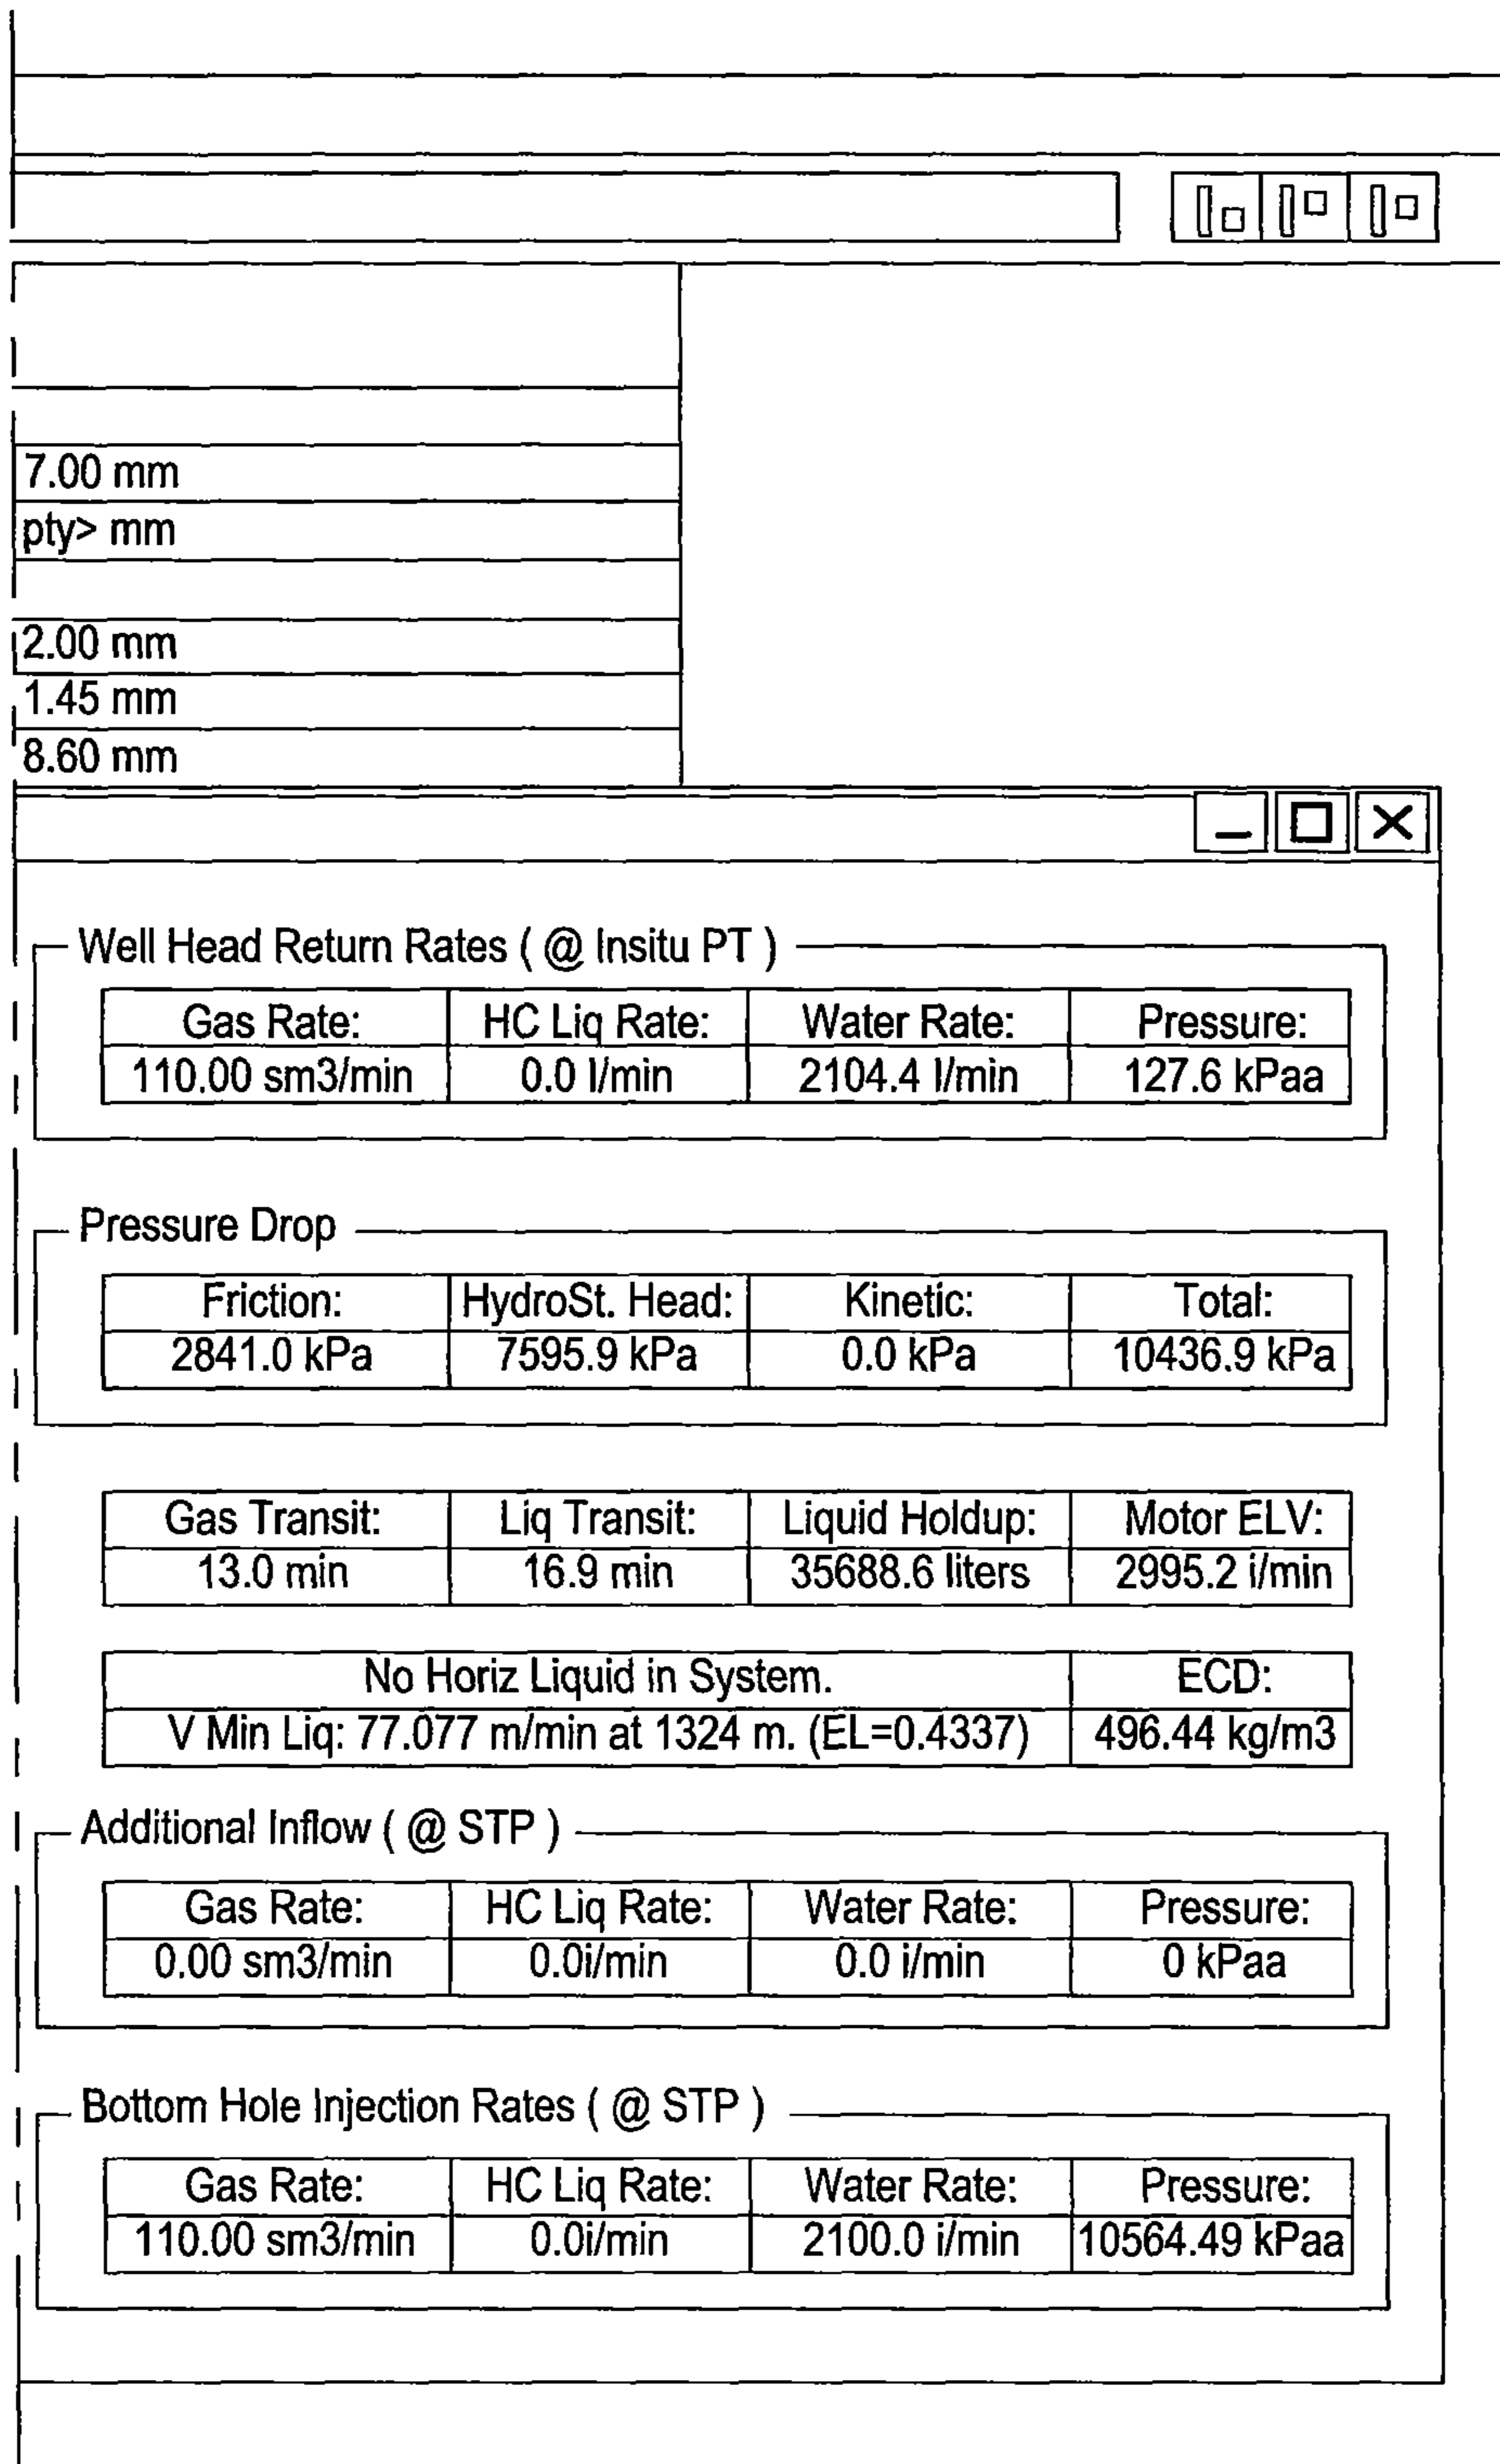 7.00 mm
pty> mm
2.00 mm
1.45 mm
8.60 mm
Well Head Return Rates ( @ Insitu PT )
Gas Rate: HC Liq Rate: Water Rate: Pressure:
110.00 sm3/min 0.0 l/min 2104.4 l/min 127.6 kPaa
Pressure Drop
Friction: HydroSt. Head: Kinetic: Total:
2841.0 kPa 7595.9 kPa 0.0 kPa 10436.9 kPa
Gas Transit: Liq Transit: Liquid Holdup: Motor ELV:
13.0 min 16.9 min 35688.6 liters 2995.2 i/min
No Horiz Liquid in System. ECD:
V Min Liq: 77.077 m/min at 1324 m. (EL=0.4337) 496.44 kg/m3
Additional Inflow ( @ STP )
Gas Rate: HC Liq Rate: Water Rate: Pressure:
0.00 sm3/min 0.0i/min 0.0 i/min 0 kPaa
Bottom Hole Injection Rates ( @ STP )
Gas Rate: HC Liq Rate: Water Rate: Pressure:
110.00 sm3/min 0.0i/min 2100.0 i/min 10564.49 kPaa